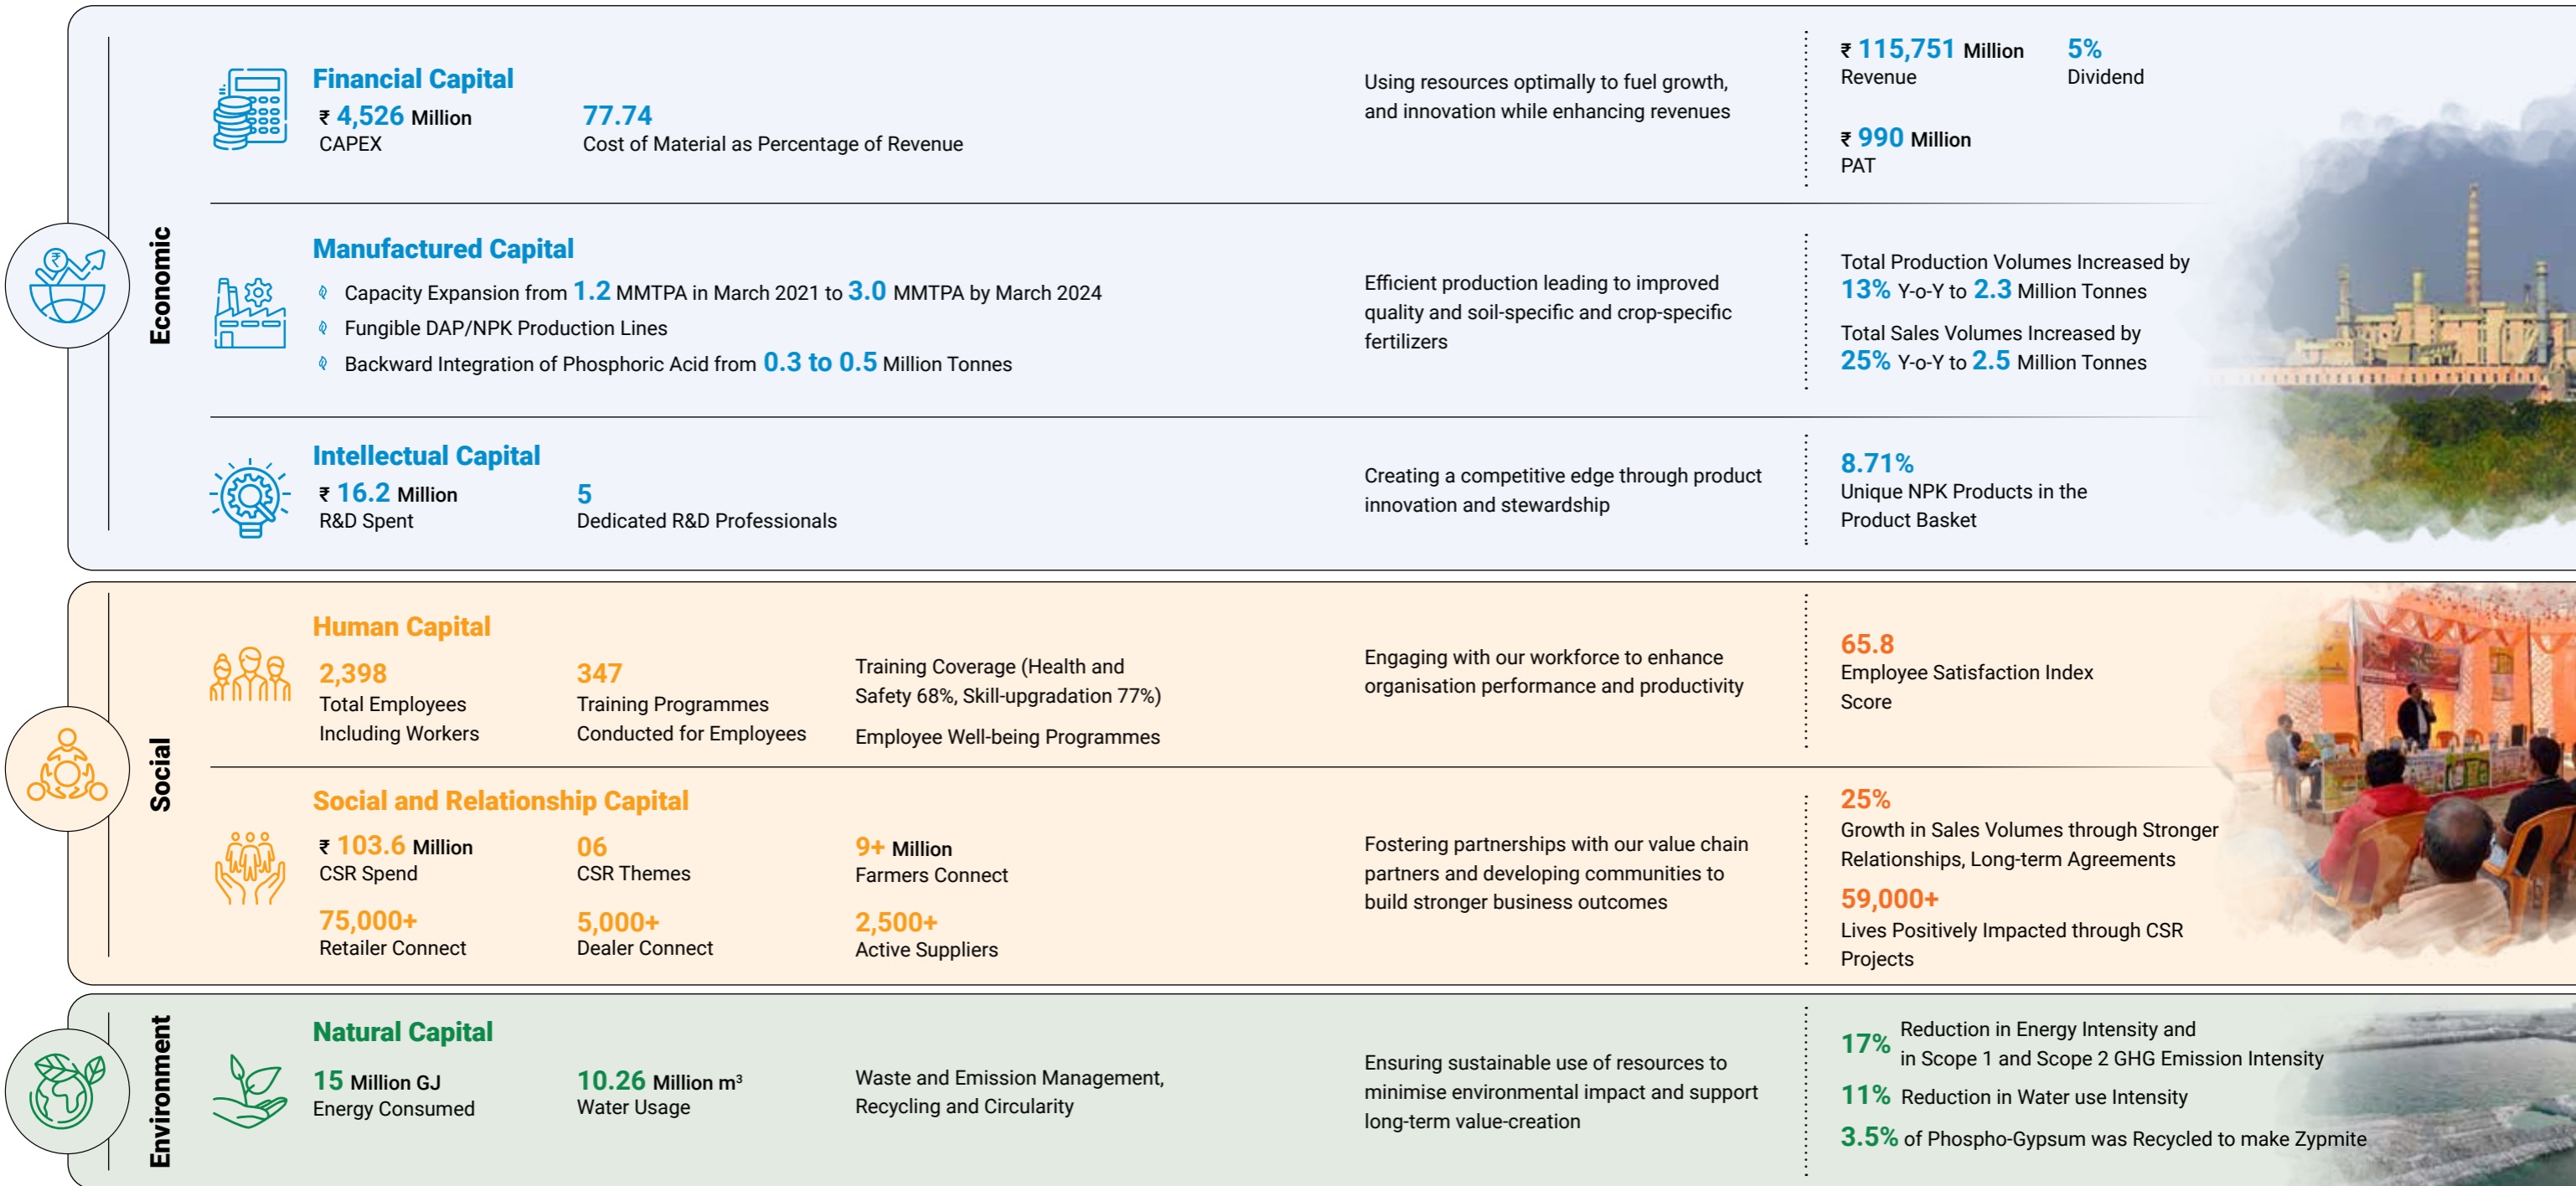 Economic
Financial Capital
₹ 4,526 Million
CAPEX
77.74
Cost of Material as Percentage of Revenue
Using resources optimally to fuel growth,
and innovation while enhancing revenues
₹ 115,751 Million
Revenue
5%
Dividend
₹ 990 Million
PAT
Manufactured Capital
Capacity Expansion from 1.2 MMTPA in March 2021 to 3.0 MMTPA by March 2024
Fungible DAP/NPK Production Lines
Backward Integration of Phosphoric Acid from 0.3 to 0.5 Million Tonnes
Efficient production leading to improved
quality and soil-specific and crop-specific
fertilizers
Total Production Volumes Increased by
13% Y-o-Y to 2.3 Million Tonnes
Total Sales Volumes Increased by
25% Y-o-Y to 2.5 Million Tonnes
Intellectual Capital
₹ 16.2 Million
R&D Spent
5
Dedicated R&D Professionals
Creating a competitive edge through product
innovation and stewardship
8.71%
Unique NPK Products in the
Product Basket
Social
Human Capital
2,398
Total Employees
Including Workers
347
Training Programmes
Conducted for Employees
Training Coverage (Health and
Safety 68%, Skill-upgradation 77%)
Employee Well-being Programmes
Engaging with our workforce to enhance
organisation performance and productivity
65.8
Employee Satisfaction Index
Score
Social and Relationship Capital
₹ 103.6 Million
CSR Spend
06
CSR Themes
9+ Million
Farmers Connect
75,000+
Retailer Connect
5,000+
Dealer Connect
2,500+
Active Suppliers
Fostering partnerships with our value chain
partners and developing communities to
build stronger business outcomes
25%
Growth in Sales Volumes through Stronger
Relationships, Long-term Agreements
59,000+
Lives Positively Impacted through CSR
Projects
Environment
Natural Capital
15 Million GJ
Energy Consumed
10.26 Million m³
Water Usage
Waste and Emission Management,
Recycling and Circularity
Ensuring sustainable use of resources to
minimise environmental impact and support
long-term value-creation
17% Reduction in Energy Intensity and
in Scope 1 and Scope 2 GHG Emission Intensity
11% Reduction in Water use Intensity
3.5% of Phospho-Gypsum was Recycled to make Zypmite